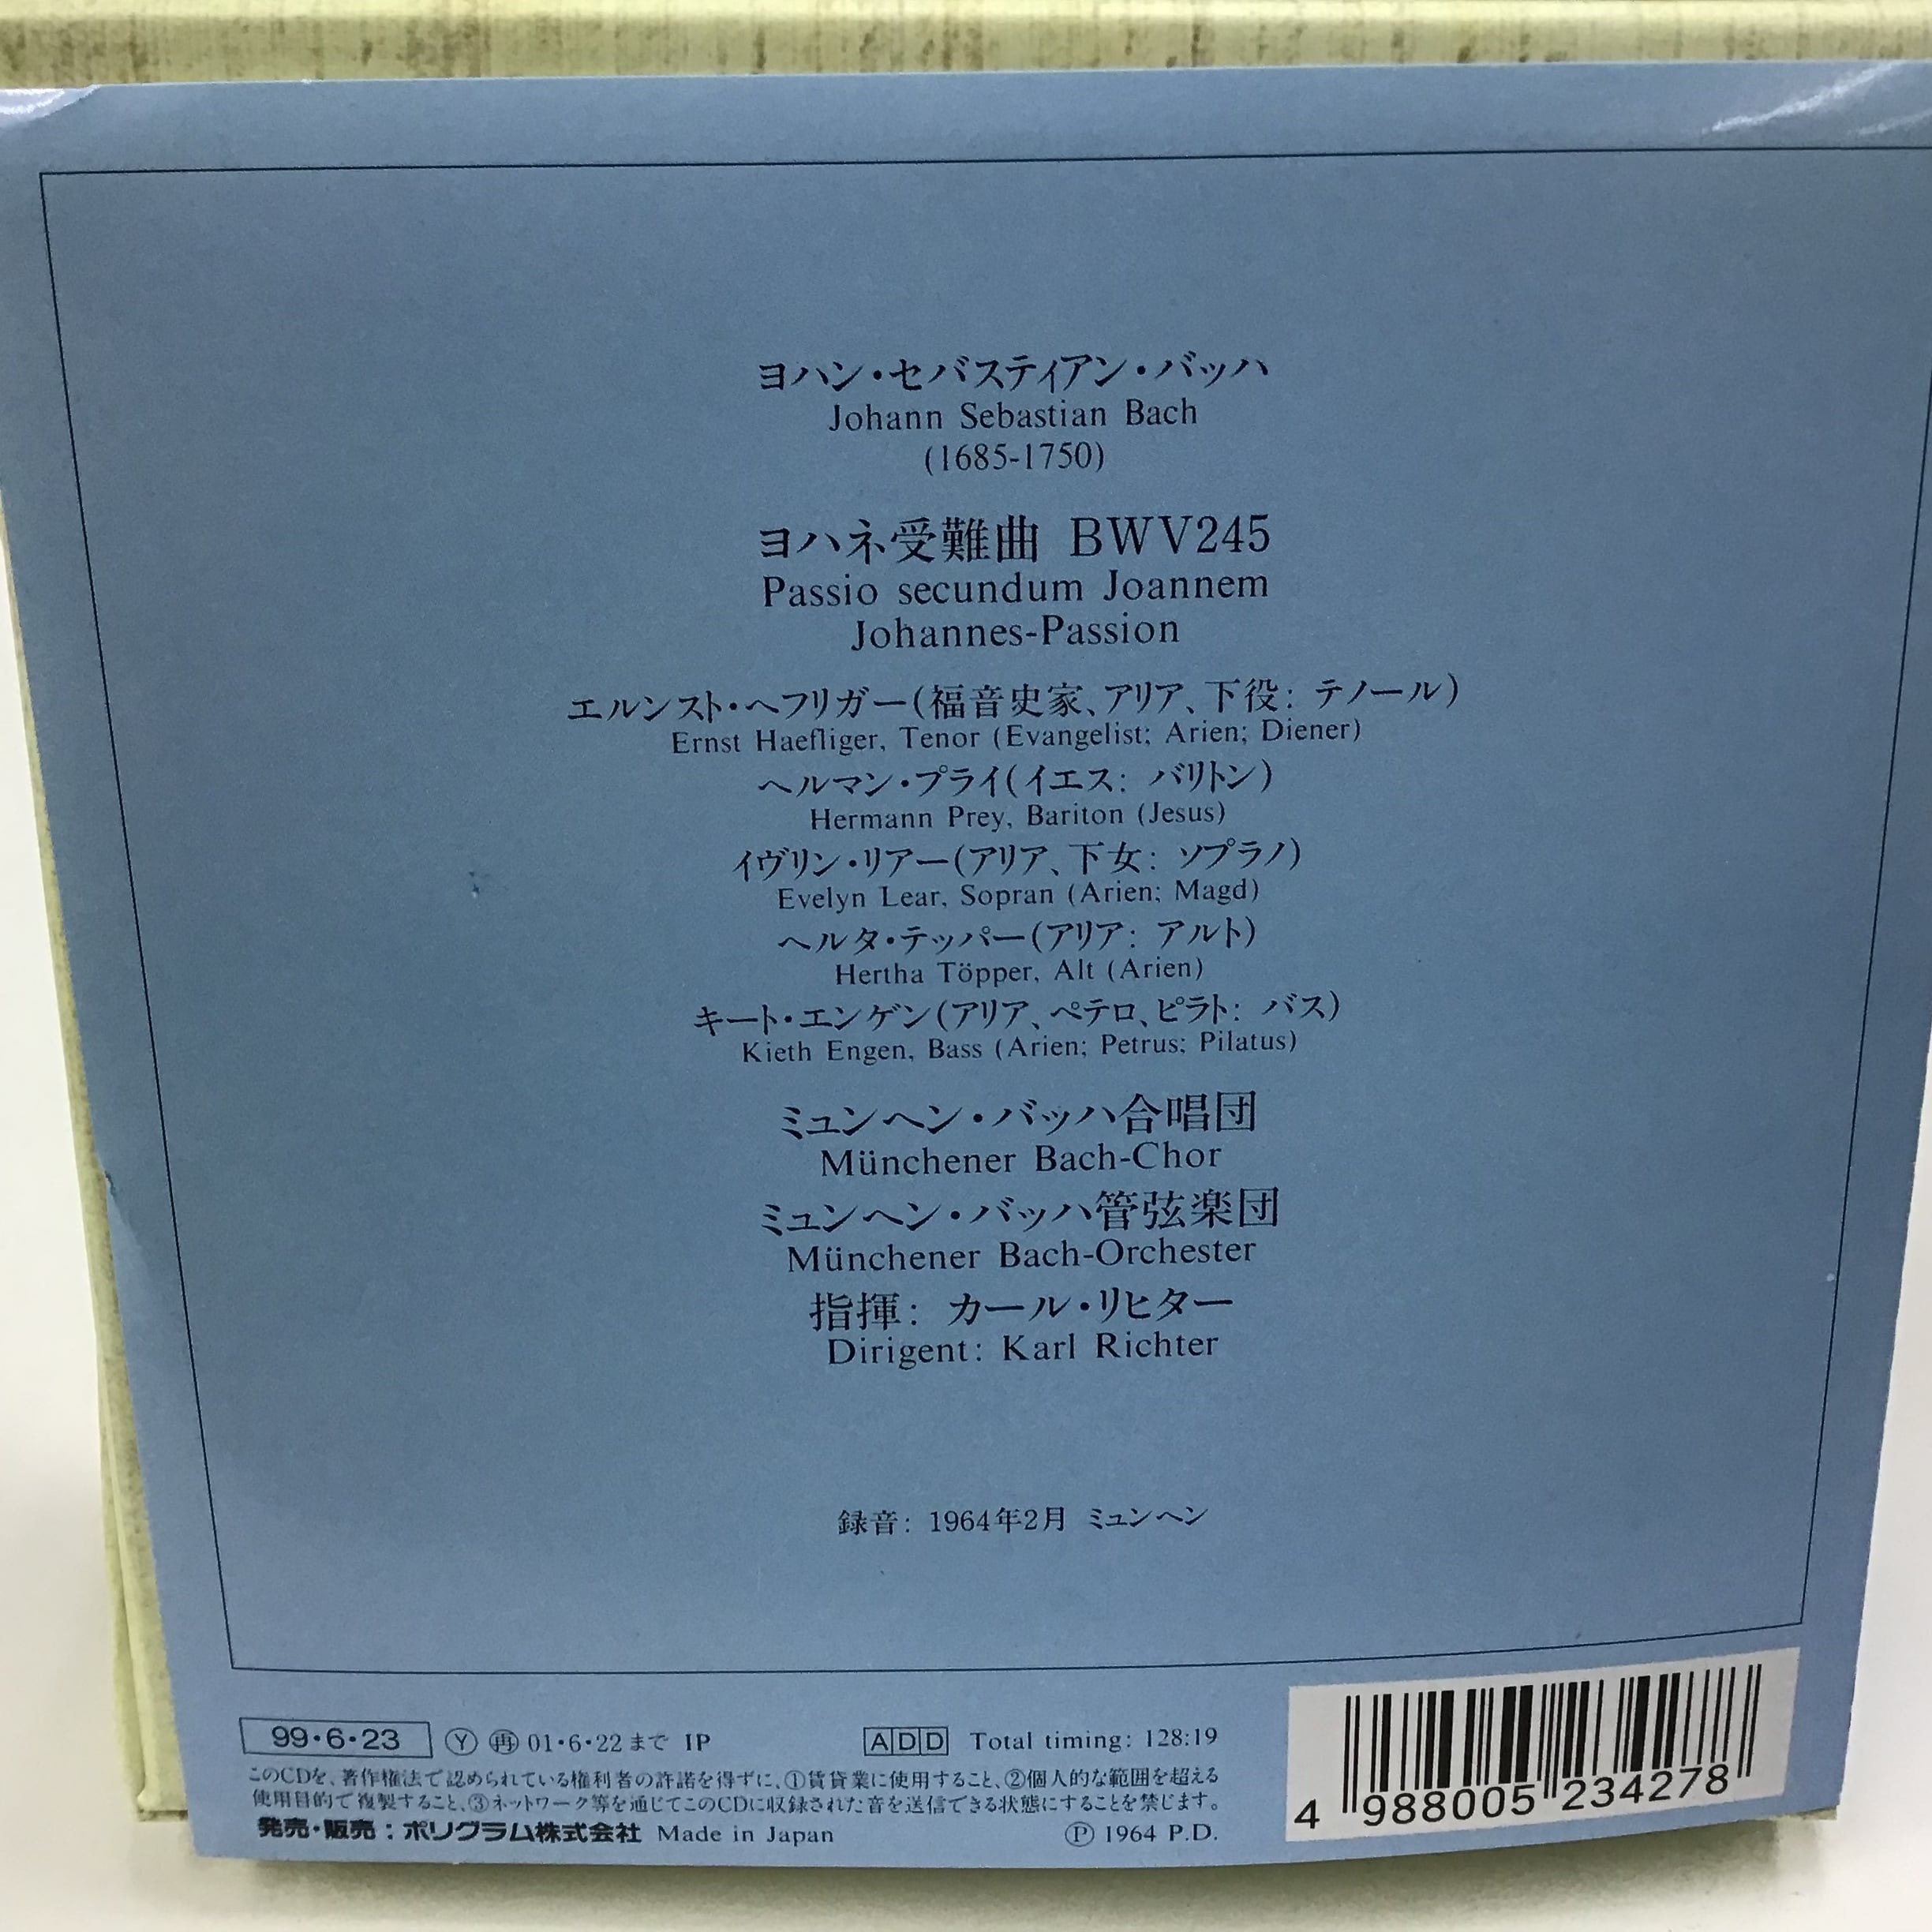 ヨハン・セバスティアン・バッハ
Johann Sebastian Bach
(1685-1750)
ヨハネ受難曲 BWV245
Passio secundum Joannem
Johannes-Passion
エルンスト・ヘフリガー(福音史家、アリア、下役: テノール)
Ernst Haefliger, Tenor (Evangelist; Arien; Diener)
ヘルマン・プライ(イエス: バリトン)
Hermann Prey, Bariton (Jesus)
イヴリン・リアー(アリア、下女: ソプラノ)
Evelyn Lear, Sopran (Arien; Magd)
ヘルタ・テッパー(アリア: アルト)
Hertha Töpper, Alt (Arien)
キート・エンゲン(アリア、ペテロ、ピラト: バス)
Kieth Engen, Bass (Arien; Petrus; Pilatus)
ミュンヘン・バッハ合唱団
Münchener Bach-Chor
ミュンヘン・バッハ管弦楽団
Münchener Bach-Orchester
指揮: カール・リヒター
Dirigent: Karl Richter
録音: 1964年2月 ミュンヘン
99・6・23 Ⓨ ㊢ 01・6・22まで IP ADD Total timing: 128:19
このCDを、著作権法で認められている権利者の許諾を得ずに、①賃貸業に使用すること、②個人的な範囲を超える
使用目的で複製すること、③ネットワーク等を通じてこのCDに収録された音を送信できる状態にすることを禁じます。
発売・販売:ポリグラム株式会社 Made in Japan Ⓟ 1964 P.D.
4 988005 234278